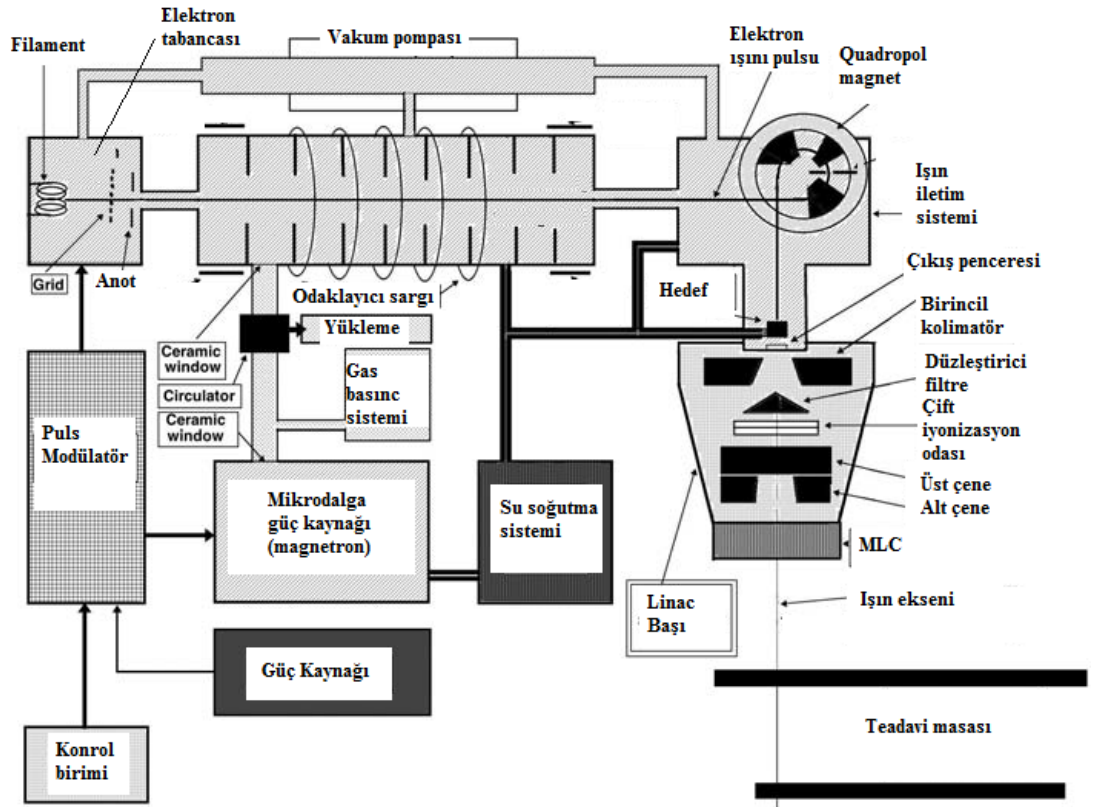 Elektron
tabancası
Filament
Vakum pompası
Elektron
ışını pulsu
Quadropol
magnet
Işın
iletim
sistemi
Grid
Anot
Odaklayıcı sargı
Hedef
Çıkış penceresi
Birincil
kolimatör
Düzleştirici
filtre
Çift
iyonizasyon
odası
Üst çene
Alt çene
MLC
Ceramic
window
Circulator
Ceramic
window
Yükleme
Gas
basınc
sistemi
Puls
Modülatör
Mikrodalga
güç kaynağı
(magnetron)
Su soğutma
sistemi
Linac
Başı
Işın ekseni
Güç Kaynağı
Teadavi masası
Konrol
birimi